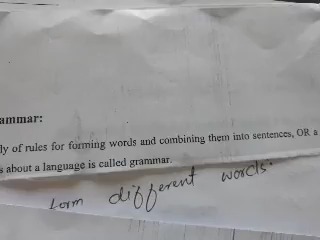 ammar:
ly of rules for forming words and combining them into sentences, OR a
s about a language is called grammar.
form different words.